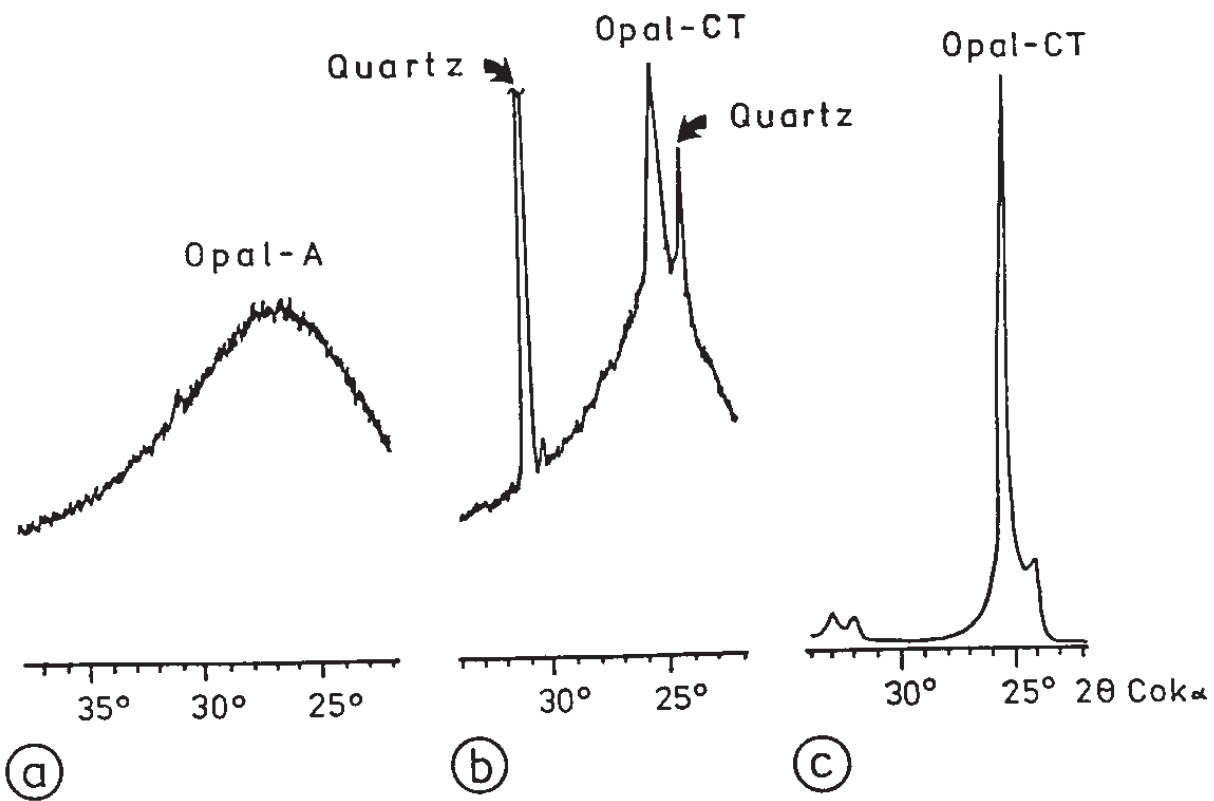 Opal-A
35° 30° 25°
a
Quartz
Opal-CT
Quartz
30° 25°
b
Opal-CT
30° 25° 2θ Cokα
c